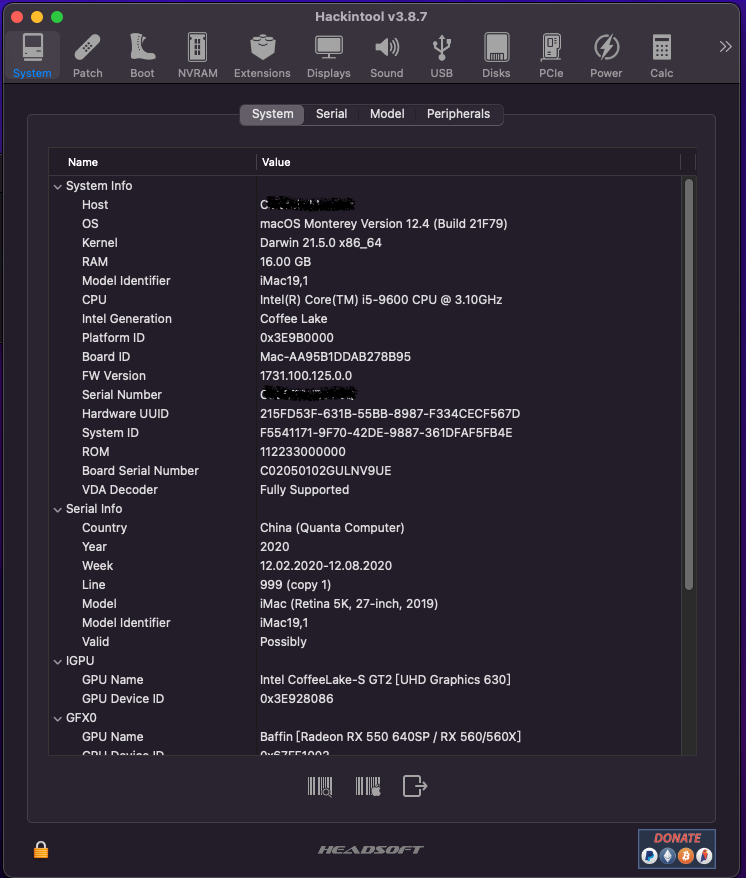 Hackintool v3.8.7
System Patch Boot NVRAM Extensions Displays Sound USB Disks PCIe Power Calc
System Serial Model Peripherals
Name Value
System Info
Host
OS macOS Monterey Version 12.4 (Build 21F79)
Kernel Darwin 21.5.0 x86_64
RAM 16.00 GB
Model Identifier iMac19,1
CPU Intel(R) Core(TM) i5-9600 CPU @ 3.10GHz
Intel Generation Coffee Lake
Platform ID 0x3E9B0000
Board ID Mac-AA95B1DDAB278B95
FW Version 1731.100.125.0.0
Serial Number
Hardware UUID 215FD53F-631B-55BB-8987-F334CECF567D
System ID F5541171-9F70-42DE-9887-361DFAF5FB4E
ROM 112233000000
Board Serial Number C02050102GULNV9UE
VDA Decoder Fully Supported
Serial Info
Country China (Quanta Computer)
Year 2020
Week 12.02.2020-12.08.2020
Line 999 (copy 1)
Model iMac (Retina 5K, 27-inch, 2019)
Model Identifier iMac19,1
Valid Possibly
IGPU
GPU Name Intel CoffeeLake-S GT2 [UHD Graphics 630]
GPU Device ID 0x3E928086
GFX0
GPU Name Baffin [Radeon RX 550 640SP / RX 560/560X]
GPU Device ID
HEADSOFT
DONATE